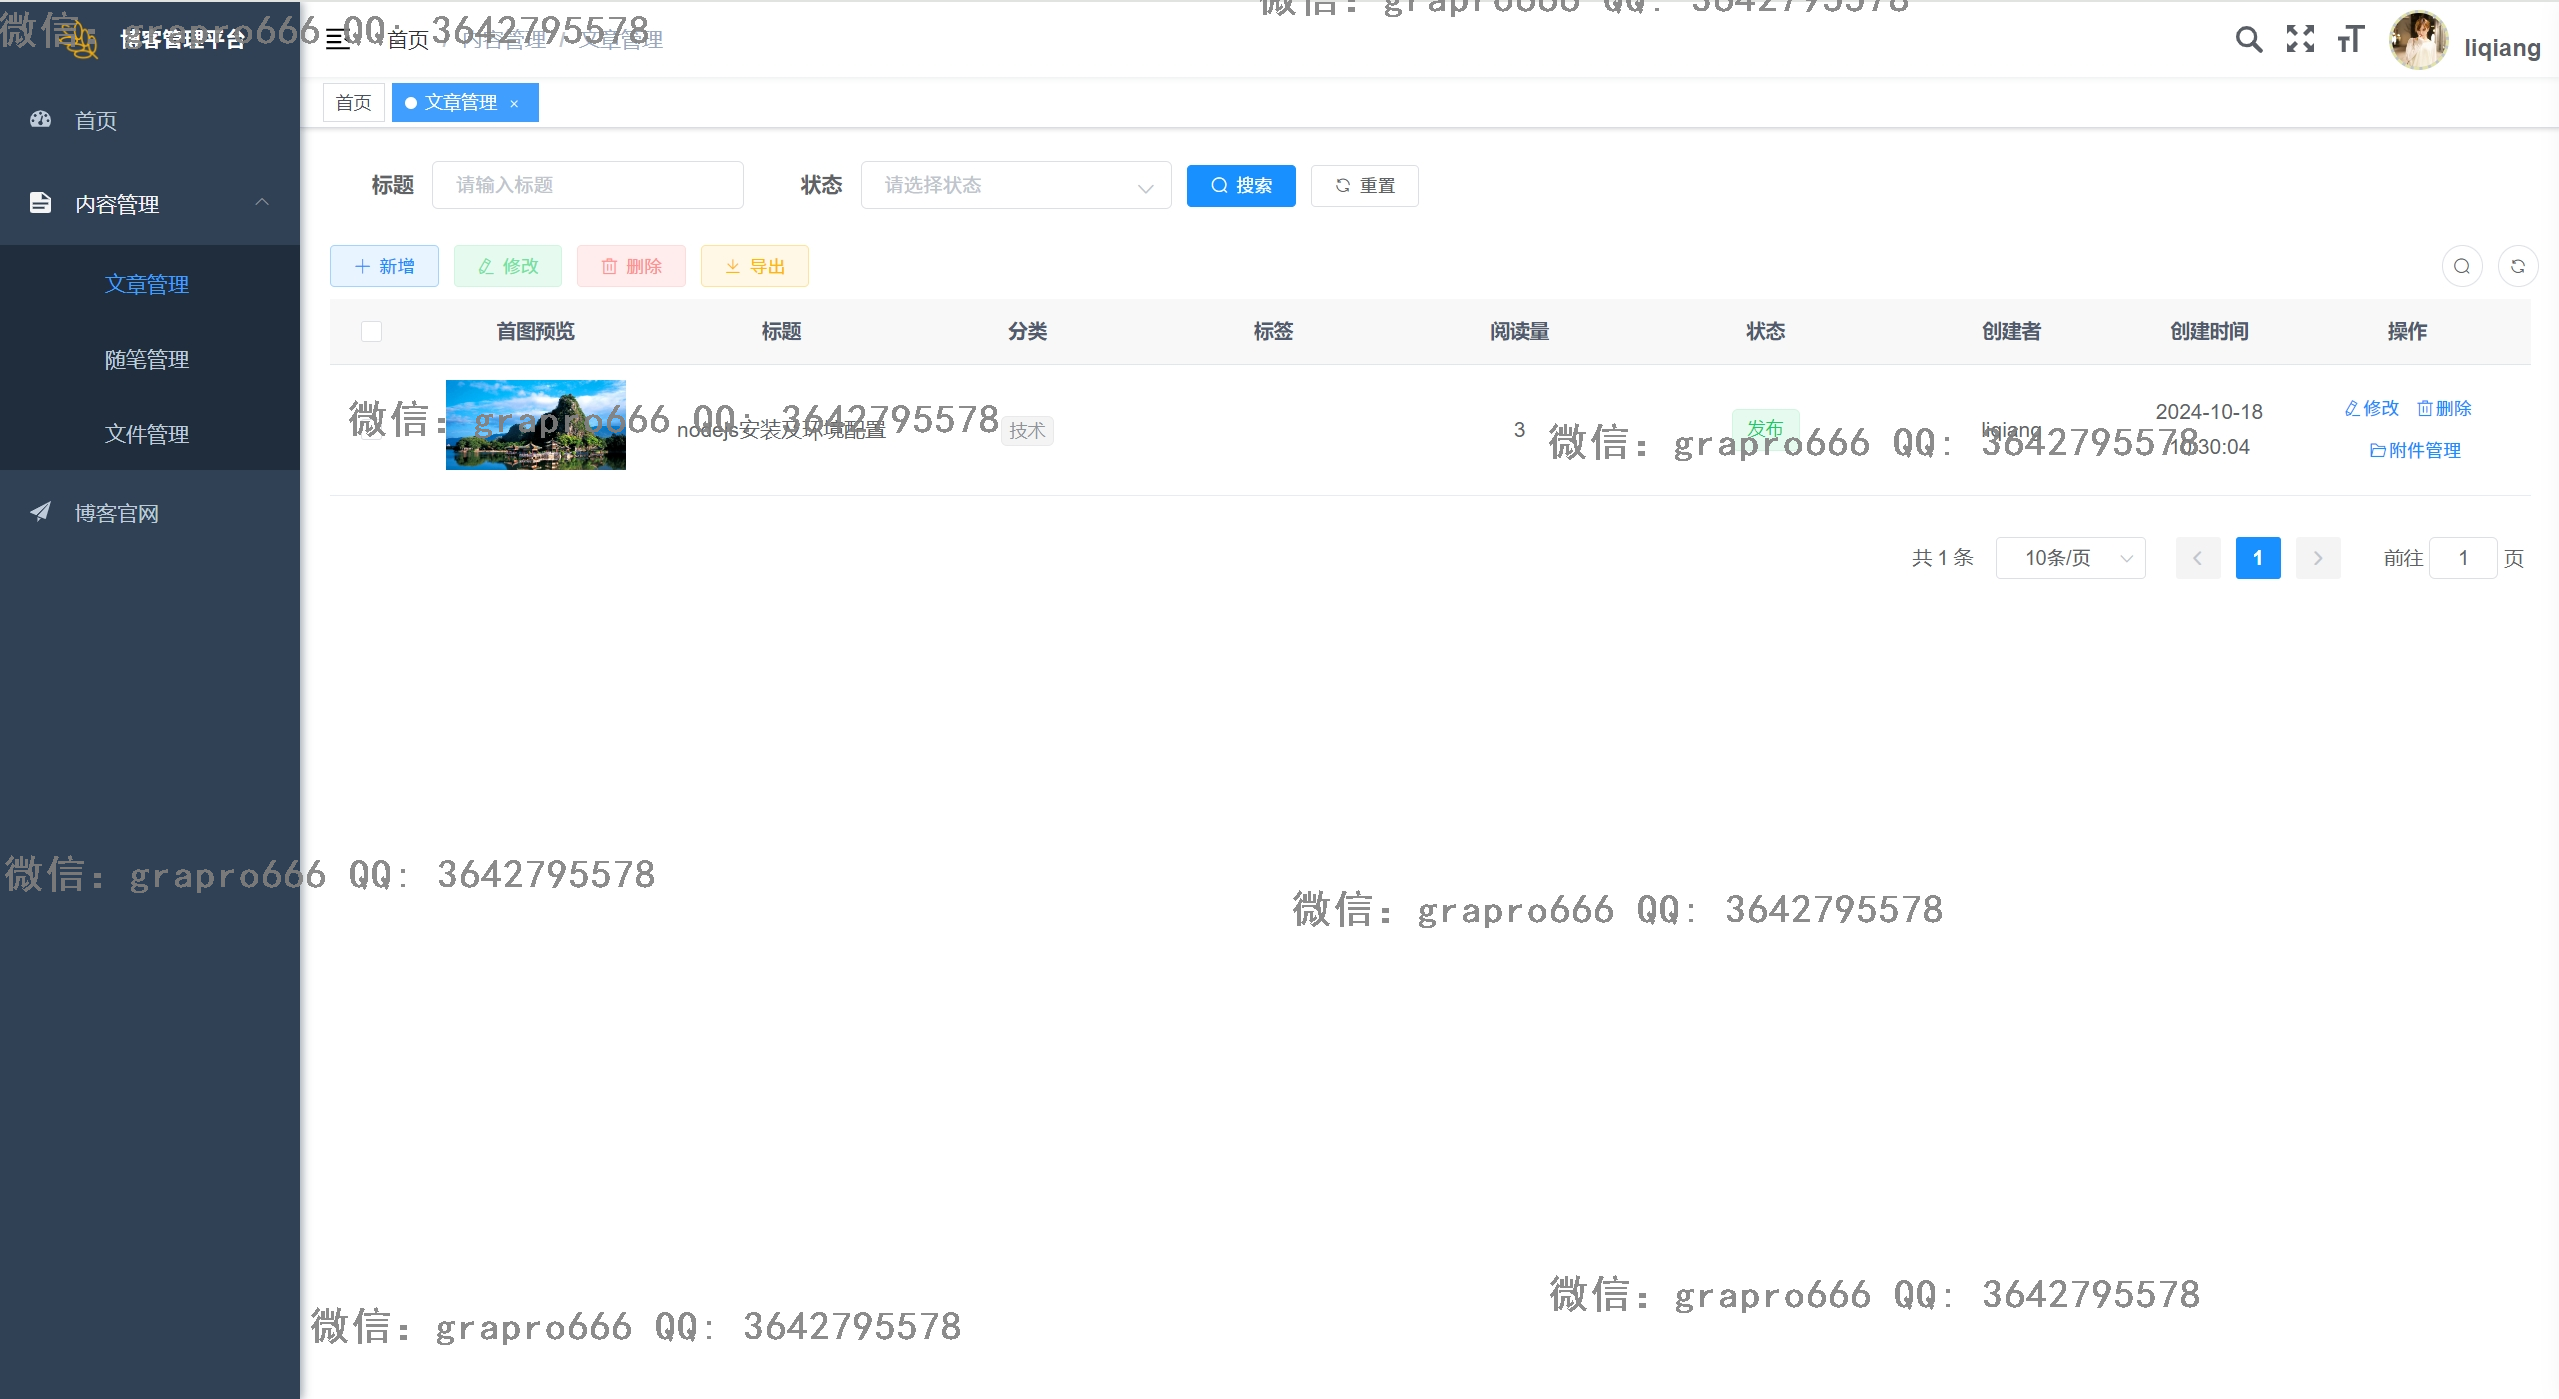 微信: grapro666 QQ: 3642795578
微信: grapro666 QQ: 3642795578
博客管理平台
首页 / 内容管理 / 文章管理
liqiang
首页
文章管理 ×
首页
内容管理
文章管理
随笔管理
文件管理
博客官网
标题 请输入标题 状态 请选择状态 搜索 重置
新增 修改 删除 导出
首图预览 标题 分类 标签 阅读量 状态 创建者 创建时间 操作
微信: grapro666 QQ: 3642795578
nodejs安装及环境配置 技术 3 发布 liqiang
2024-10-18
10:30:04
修改 删除
附件管理
微信: grapro666 QQ: 3642795578
共 1 条 10条/页 1 前往 1 页
微信: grapro666 QQ: 3642795578
微信: grapro666 QQ: 3642795578
微信: grapro666 QQ: 3642795578
微信: grapro666 QQ: 3642795578